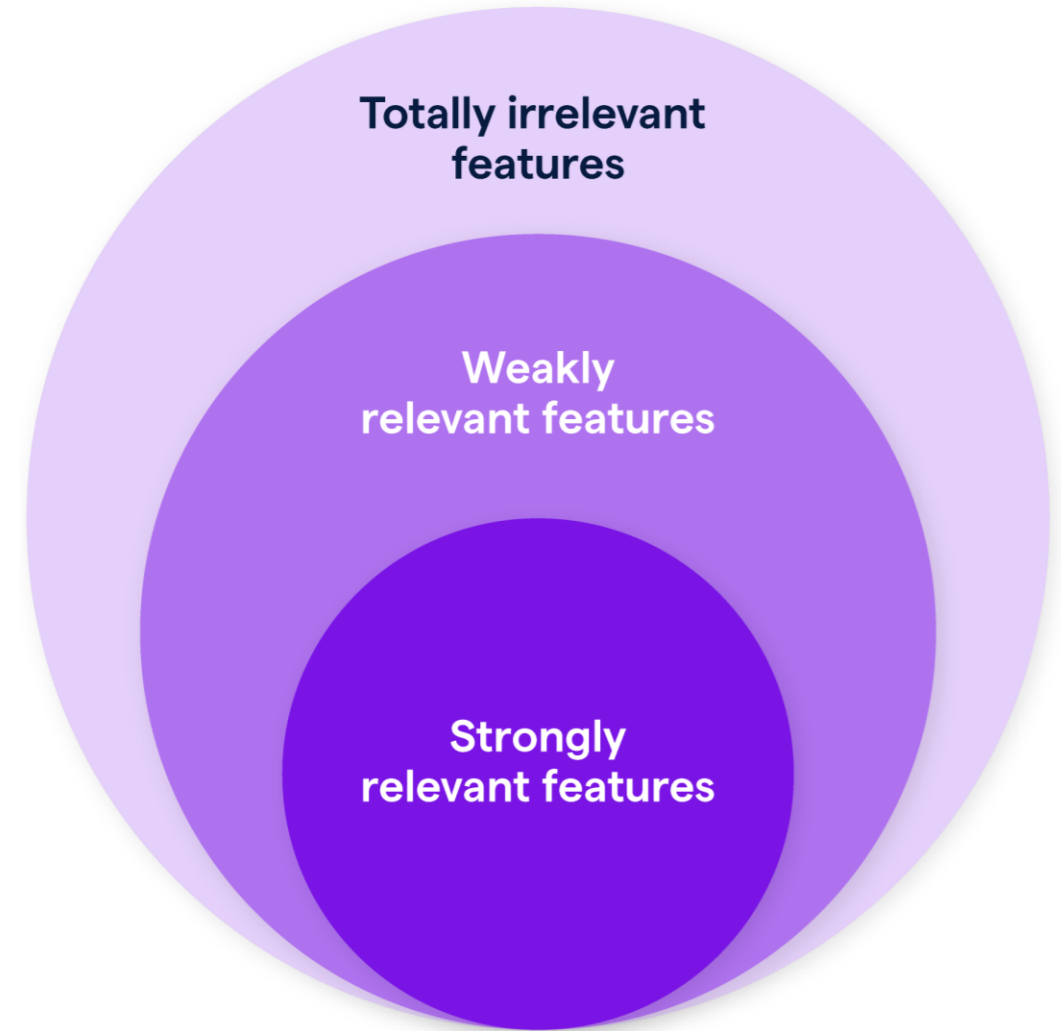 Totally irrelevant
features
Weakly
relevant features
Strongly
relevant features